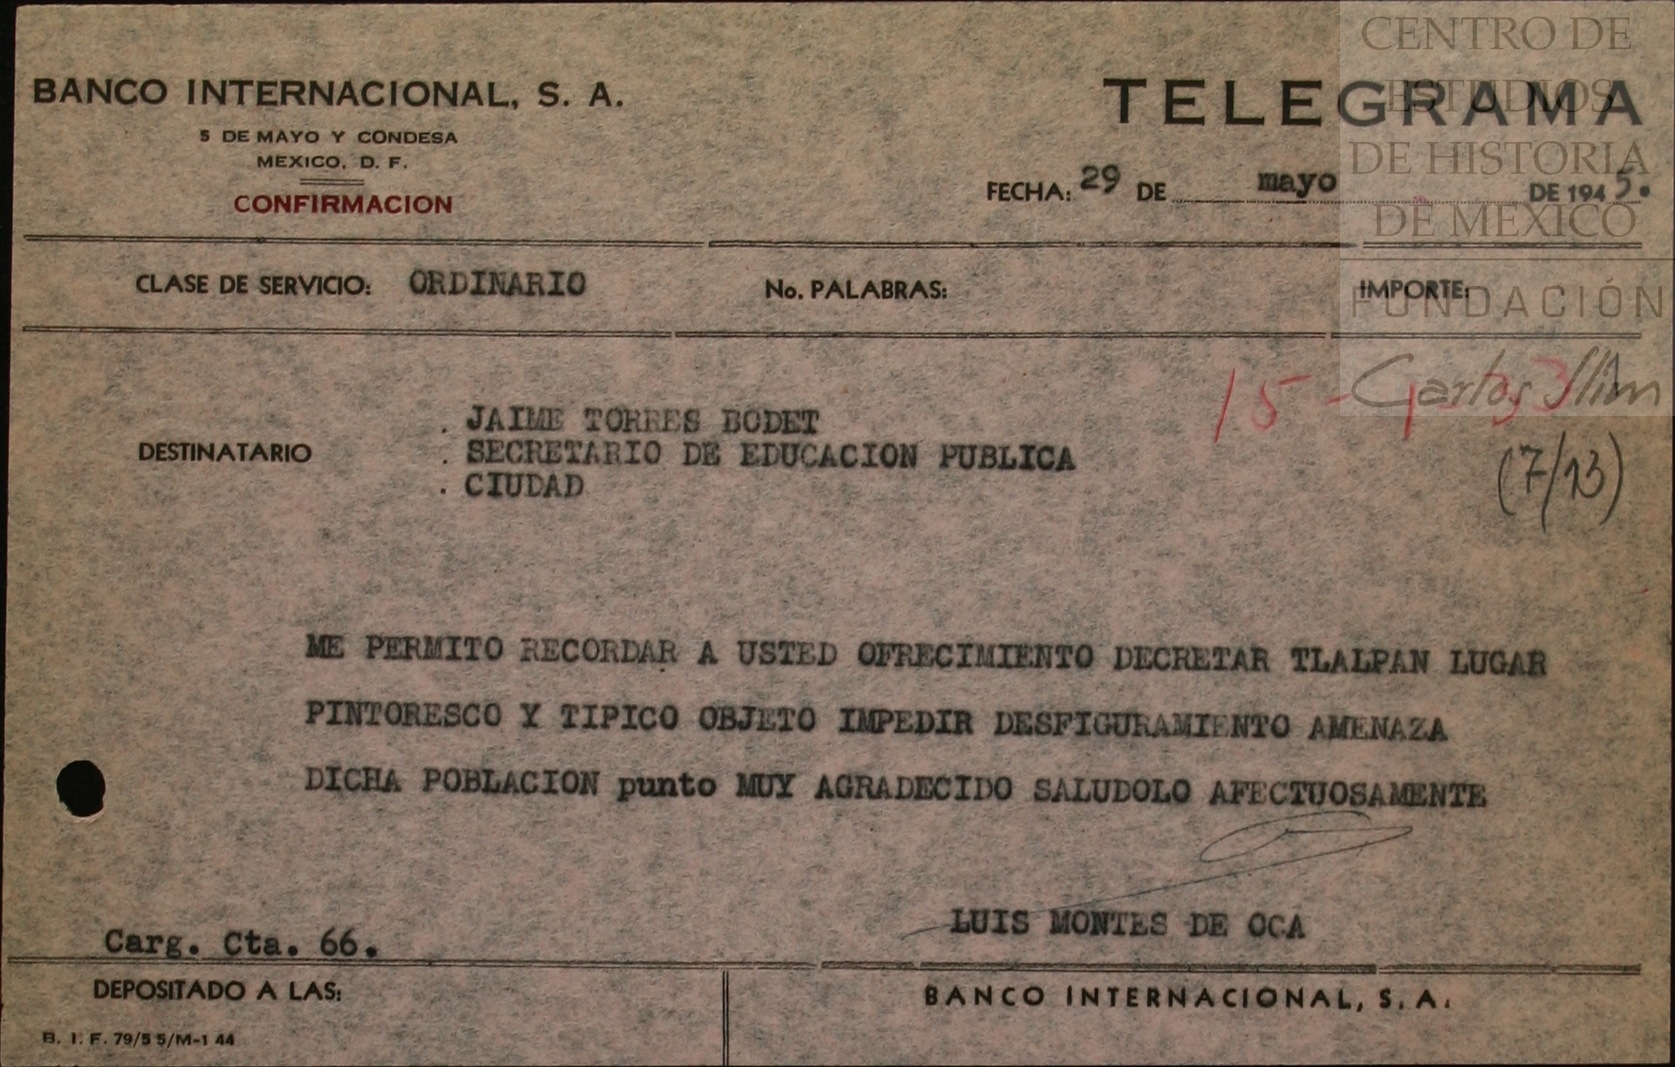 CENTRO DE
ESTUDIOS
DE HISTORIA
DE MEXICO
FUNDACIÓN
Carlos Slim
BANCO INTERNACIONAL, S. A.
5 DE MAYO Y CONDESA
MEXICO, D. F.
CONFIRMACION
TELEGRAMA
FECHA: 29 DE mayo DE 1945.
CLASE DE SERVICIO: ORDINARIO No. PALABRAS: IMPORTE:
15 -
(7/13)
DESTINATARIO
. JAIME TORRES BODET
. SECRETARIO DE EDUCACION PUBLICA
. CIUDAD
ME PERMITO RECORDAR A USTED OFRECIMIENTO DECRETAR TLALPAN LUGAR
PINTORESCO Y TIPICO OBJETO IMPEDIR DESFIGURAMIENTO AMENAZA
DICHA POBLACION punto MUY AGRADECIDO SALUDOLO AFECTUOSAMENTE
LUIS MONTES DE OCA
Carg. Cta. 66.
DEPOSITADO A LAS:
BANCO INTERNACIONAL, S. A.
B. I. F. 79/5 5/M-1 44